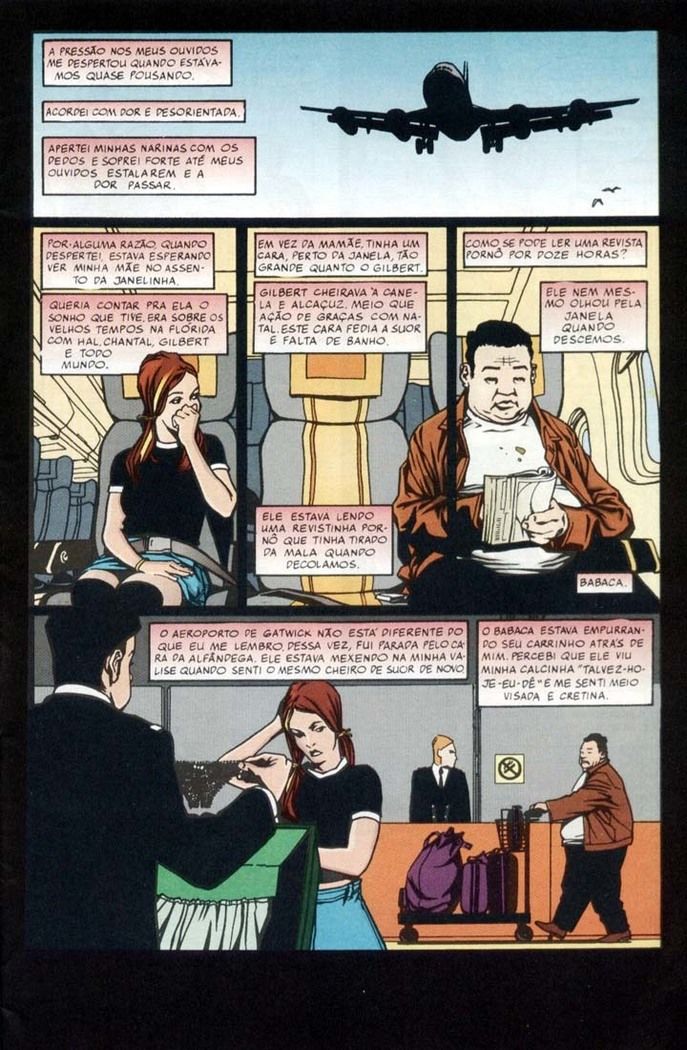 A PRESSÃO NOS MEUS OUVIDOS
ME DESPERTOU QUANDO ESTÁVA-
MOS QUASE POUSANDO.
ACORDEI COM DOR E DESORIENTADA.
APERTEI MINHAS NARINAS COM OS
DEDOS E SOPREI FORTE ATÉ MEUS
OUVIDOS ESTALAREM E A
DOR PASSAR.
POR ALGUMA RAZÃO, QUANDO
DESPERTEI, ESTAVA ESPERANDO
VER MINHA MÃE NO ASSEN-
TO DA JANELINHA.
QUERIA CONTAR PRA ELA O
SONHO QUE TIVE, ERA SOBRE OS
VELHOS TEMPOS NA FLÓRIDA
COM HAL, CHANTAL, GILBERT
E TODO
MUNDO.
EM VEZ DA MAMÃE, TINHA UM
CARA, PERTO DA JANELA, TÃO
GRANDE QUANTO O GILBERT.
GILBERT CHEIRAVA A CANE-
LA E ALCAÇUZ. MEIO QUE
AÇÃO DE GRAÇAS COM NA-
TAL. ESTE CARA FEDIA A SUOR
E FALTA DE BANHO.
ELE ESTAVA LENDO
UMA REVISTINHA POR-
NÔ QUE TINHA TIRADO
DA MALA QUANDO
DECOLAMOS.
COMO SE PODE LER UMA REVISTA
PORNÔ POR DOZE HORAS?
ELE NEM MES-
MO OLHOU PELA
JANELA
QUANDO
DESCEMOS.
BABACA.
O AEROPORTO DE GATWICK NÃO ESTÁ DIFERENTE DO
QUE EU ME LEMBRO, DESSA VEZ, FUI PARADA PELO CA-
RA DA ALFÂNDEGA. ELE ESTAVA MEXENDO NA MINHA VA-
LISE QUANDO SENTI O MESMO CHEIRO DE SUOR DE NOVO
O BABACA ESTAVA EMPURRAN-
DO SEU CARRINHO ATRÁS DE
MIM. PERCEBI QUE ELE VIU
MINHA CALCINHA "TALVEZ-HO-
JE-EU-DÊ" E ME SENTI MEIO
VISADA E CRETINA.